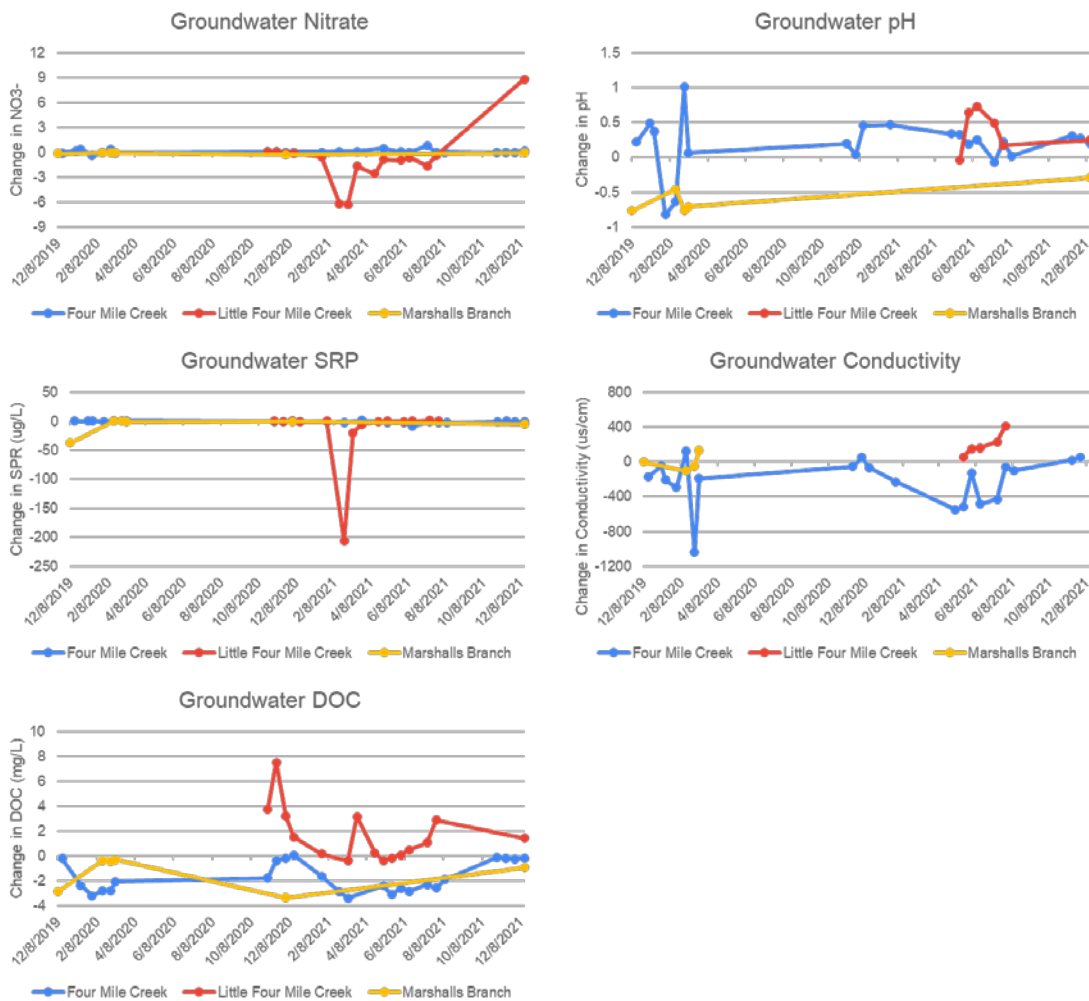 Groundwater Nitrate
Change in NO3-
12
9
6
3
0
-3
-6
-9
12/8/2019 2/8/2020 4/8/2020 6/8/2020 8/8/2020 10/8/2020 12/8/2020 2/8/2021 4/8/2021 6/8/2021 8/8/2021 10/8/2021 12/8/2021
Four Mile Creek Little Four Mile Creek Marshalls Branch
Groundwater pH
Change in pH
1.5
1
0.5
0
-0.5
-1
12/8/2019 2/8/2020 4/8/2020 6/8/2020 8/8/2020 10/8/2020 12/8/2020 2/8/2021 4/8/2021 6/8/2021 8/8/2021 10/8/2021 12/8/2021
Four Mile Creek Little Four Mile Creek Marshalls Branch
Groundwater SRP
Change in SPR (ug/L)
50
0
-50
-100
-150
-200
-250
12/8/2019 2/8/2020 4/8/2020 6/8/2020 8/8/2020 10/8/2020 12/8/2020 2/8/2021 4/8/2021 6/8/2021 8/8/2021 10/8/2021 12/8/2021
Four Mile Creek Little Four Mile Creek Marshalls Branch
Groundwater Conductivity
Change in Conductivity (us/cm)
800
400
0
-400
-800
-1200
12/8/2019 2/8/2020 4/8/2020 6/8/2020 8/8/2020 10/8/2020 12/8/2020 2/8/2021 4/8/2021 6/8/2021 8/8/2021 10/8/2021 12/8/2021
Four Mile Creek Little Four Mile Creek Marshalls Branch
Groundwater DOC
Change in DOC (mg/L)
10
8
6
4
2
0
-2
-4
12/8/2019 2/8/2020 4/8/2020 6/8/2020 8/8/2020 10/8/2020 12/8/2020 2/8/2021 4/8/2021 6/8/2021 8/8/2021 10/8/2021 12/8/2021
Four Mile Creek Little Four Mile Creek Marshalls Branch